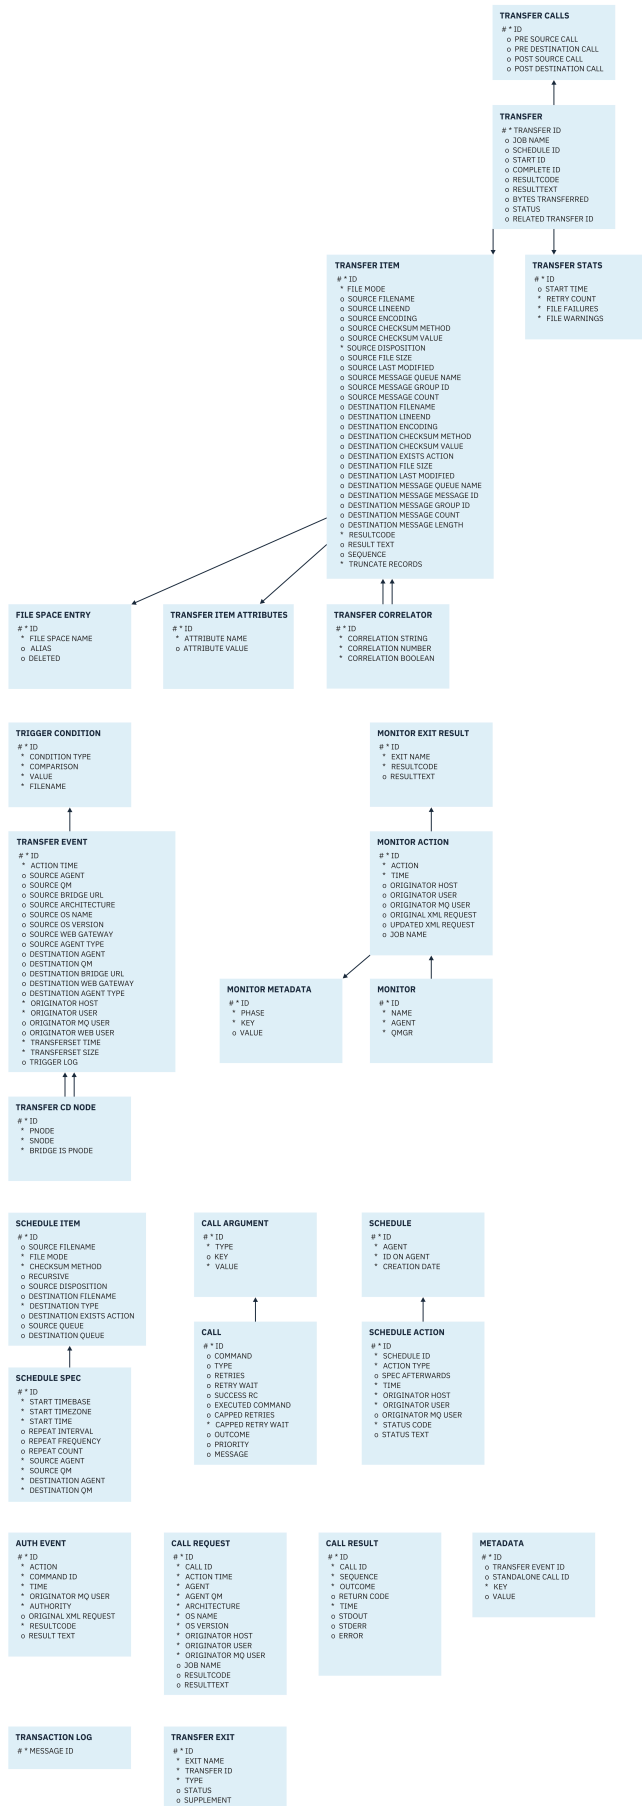 TRANSFER CALLS
# * ID
o PRE SOURCE CALL
o PRE DESTINATION CALL
o POST SOURCE CALL
o POST DESTINATION CALL
TRANSFER
# * TRANSFER ID
o JOB NAME
o SCHEDULE ID
o START ID
o COMPLETE ID
o RESULTCODE
o RESULTTEXT
o BYTES TRANSFERRED
o STATUS
o RELATED TRANSFER ID
TRANSFER ITEM
# * ID
* FILE MODE
o SOURCE FILENAME
o SOURCE LINEEND
o SOURCE ENCODING
o SOURCE CHECKSUM METHOD
o SOURCE CHECKSUM VALUE
* SOURCE DISPOSITION
o SOURCE FILE SIZE
o SOURCE LAST MODIFIED
o SOURCE MESSAGE QUEUE NAME
o SOURCE MESSAGE GROUP ID
o SOURCE MESSAGE COUNT
o DESTINATION FILENAME
o DESTINATION LINEEND
o DESTINATION ENCODING
o DESTINATION CHECKSUM METHOD
o DESTINATION CHECKSUM VALUE
o DESTINATION EXISTS ACTION
o DESTINATION FILE SIZE
o DESTINATION LAST MODIFIED
o DESTINATION MESSAGE QUEUE NAME
o DESTINATION MESSAGE MESSAGE ID
o DESTINATION MESSAGE GROUP ID
o DESTINATION MESSAGE COUNT
o DESTINATION MESSAGE LENGTH
* RESULTCODE
o RESULT TEXT
o SEQUENCE
* TRUNCATE RECORDS
TRANSFER STATS
# * ID
o START TIME
* RETRY COUNT
* FILE FAILURES
* FILE WARNINGS
FILE SPACE ENTRY
# * ID
* FILE SPACE NAME
o ALIAS
o DELETED
TRANSFER ITEM ATTRIBUTES
# * ID
* ATTRIBUTE NAME
o ATTRIBUTE VALUE
TRANSFER CORRELATOR
# * ID
* CORRELATION STRING
* CORRELATION NUMBER
* CORRELATION BOOLEAN
TRIGGER CONDITION
# * ID
* CONDITION TYPE
* COMPARISON
* VALUE
* FILENAME
MONITOR EXIT RESULT
# * ID
* EXIT NAME
* RESULTCODE
o RESULTTEXT
TRANSFER EVENT
# * ID
* ACTION TIME
o SOURCE AGENT
o SOURCE QM
o SOURCE BRIDGE URL
o SOURCE ARCHITECTURE
o SOURCE OS NAME
o SOURCE OS VERSION
o SOURCE WEB GATEWAY
o SOURCE AGENT TYPE
o DESTINATION AGENT
o DESTINATION QM
o DESTINATION BRIDGE URL
o DESTINATION WEB GATEWAY
o DESTINATION AGENT TYPE
* ORIGINATOR HOST
* ORIGINATOR USER
o ORIGINATOR MQ USER
o ORIGINATOR WEB USER
* TRANSFERSET TIME
* TRANSFERSET SIZE
o TRIGGER LOG
MONITOR ACTION
# * ID
* ACTION
* TIME
o ORIGINATOR HOST
o ORIGINATOR USER
o ORIGINATOR MQ USER
o ORIGINAL XML REQUEST
o UPDATED XML REQUEST
o JOB NAME
MONITOR METADATA
# * ID
* PHASE
* KEY
o VALUE
MONITOR
# * ID
* NAME
* AGENT
* QMGR
TRANSFER CD NODE
# * ID
* PNODE
* SNODE
* BRIDGE IS PNODE
SCHEDULE ITEM
# * ID
o SOURCE FILENAME
* FILE MODE
* CHECKSUM METHOD
o RECURSIVE
o SOURCE DISPOSITION
o DESTINATION FILENAME
* DESTINATION TYPE
o DESTINATION EXISTS ACTION
o SOURCE QUEUE
o DESTINATION QUEUE
CALL ARGUMENT
# * ID
* TYPE
o KEY
* VALUE
SCHEDULE
# * ID
* AGENT
* ID ON AGENT
* CREATION DATE
SCHEDULE SPEC
# * ID
* START TIMEBASE
* START TIMEZONE
* START TIME
o REPEAT INTERVAL
o REPEAT FREQUENCY
o REPEAT COUNT
* SOURCE AGENT
* SOURCE QM
* DESTINATION AGENT
* DESTINATION QM
CALL
# * ID
o COMMAND
o TYPE
o RETRIES
o RETRY WAIT
o SUCCESS RC
o EXECUTED COMMAND
o CAPPED RETRIES
* CAPPED RETRY WAIT
o OUTCOME
o PRIORITY
o MESSAGE
SCHEDULE ACTION
# * ID
* SCHEDULE ID
* ACTION TYPE
o SPEC AFTERWARDS
* TIME
* ORIGINATOR HOST
* ORIGINATOR USER
o ORIGINATOR MQ USER
* STATUS CODE
o STATUS TEXT
AUTH EVENT
# * ID
* ACTION
* COMMAND ID
* TIME
* ORIGINATOR MQ USER
* AUTHORITY
o ORIGINAL XML REQUEST
* RESULTCODE
o RESULT TEXT
CALL REQUEST
# * ID
* CALL ID
* ACTION TIME
* AGENT
* AGENT QM
* ARCHITECTURE
* OS NAME
* OS VERSION
* ORIGINATOR HOST
* ORIGINATOR USER
* ORIGINATOR MQ USER
o JOB NAME
o RESULTCODE
o RESULTTEXT
CALL RESULT
# * ID
* CALL ID
* SEQUENCE
* OUTCOME
o RETURN CODE
* TIME
o STDOUT
o STDERR
o ERROR
METADATA
# * ID
o TRANSFER EVENT ID
o STANDALONE CALL ID
* KEY
o VALUE
TRANSACTION LOG
# * MESSAGE ID
TRANSFER EXIT
# * ID
* EXIT NAME
* TRANSFER ID
* TYPE
o STATUS
o SUPPLEMENT